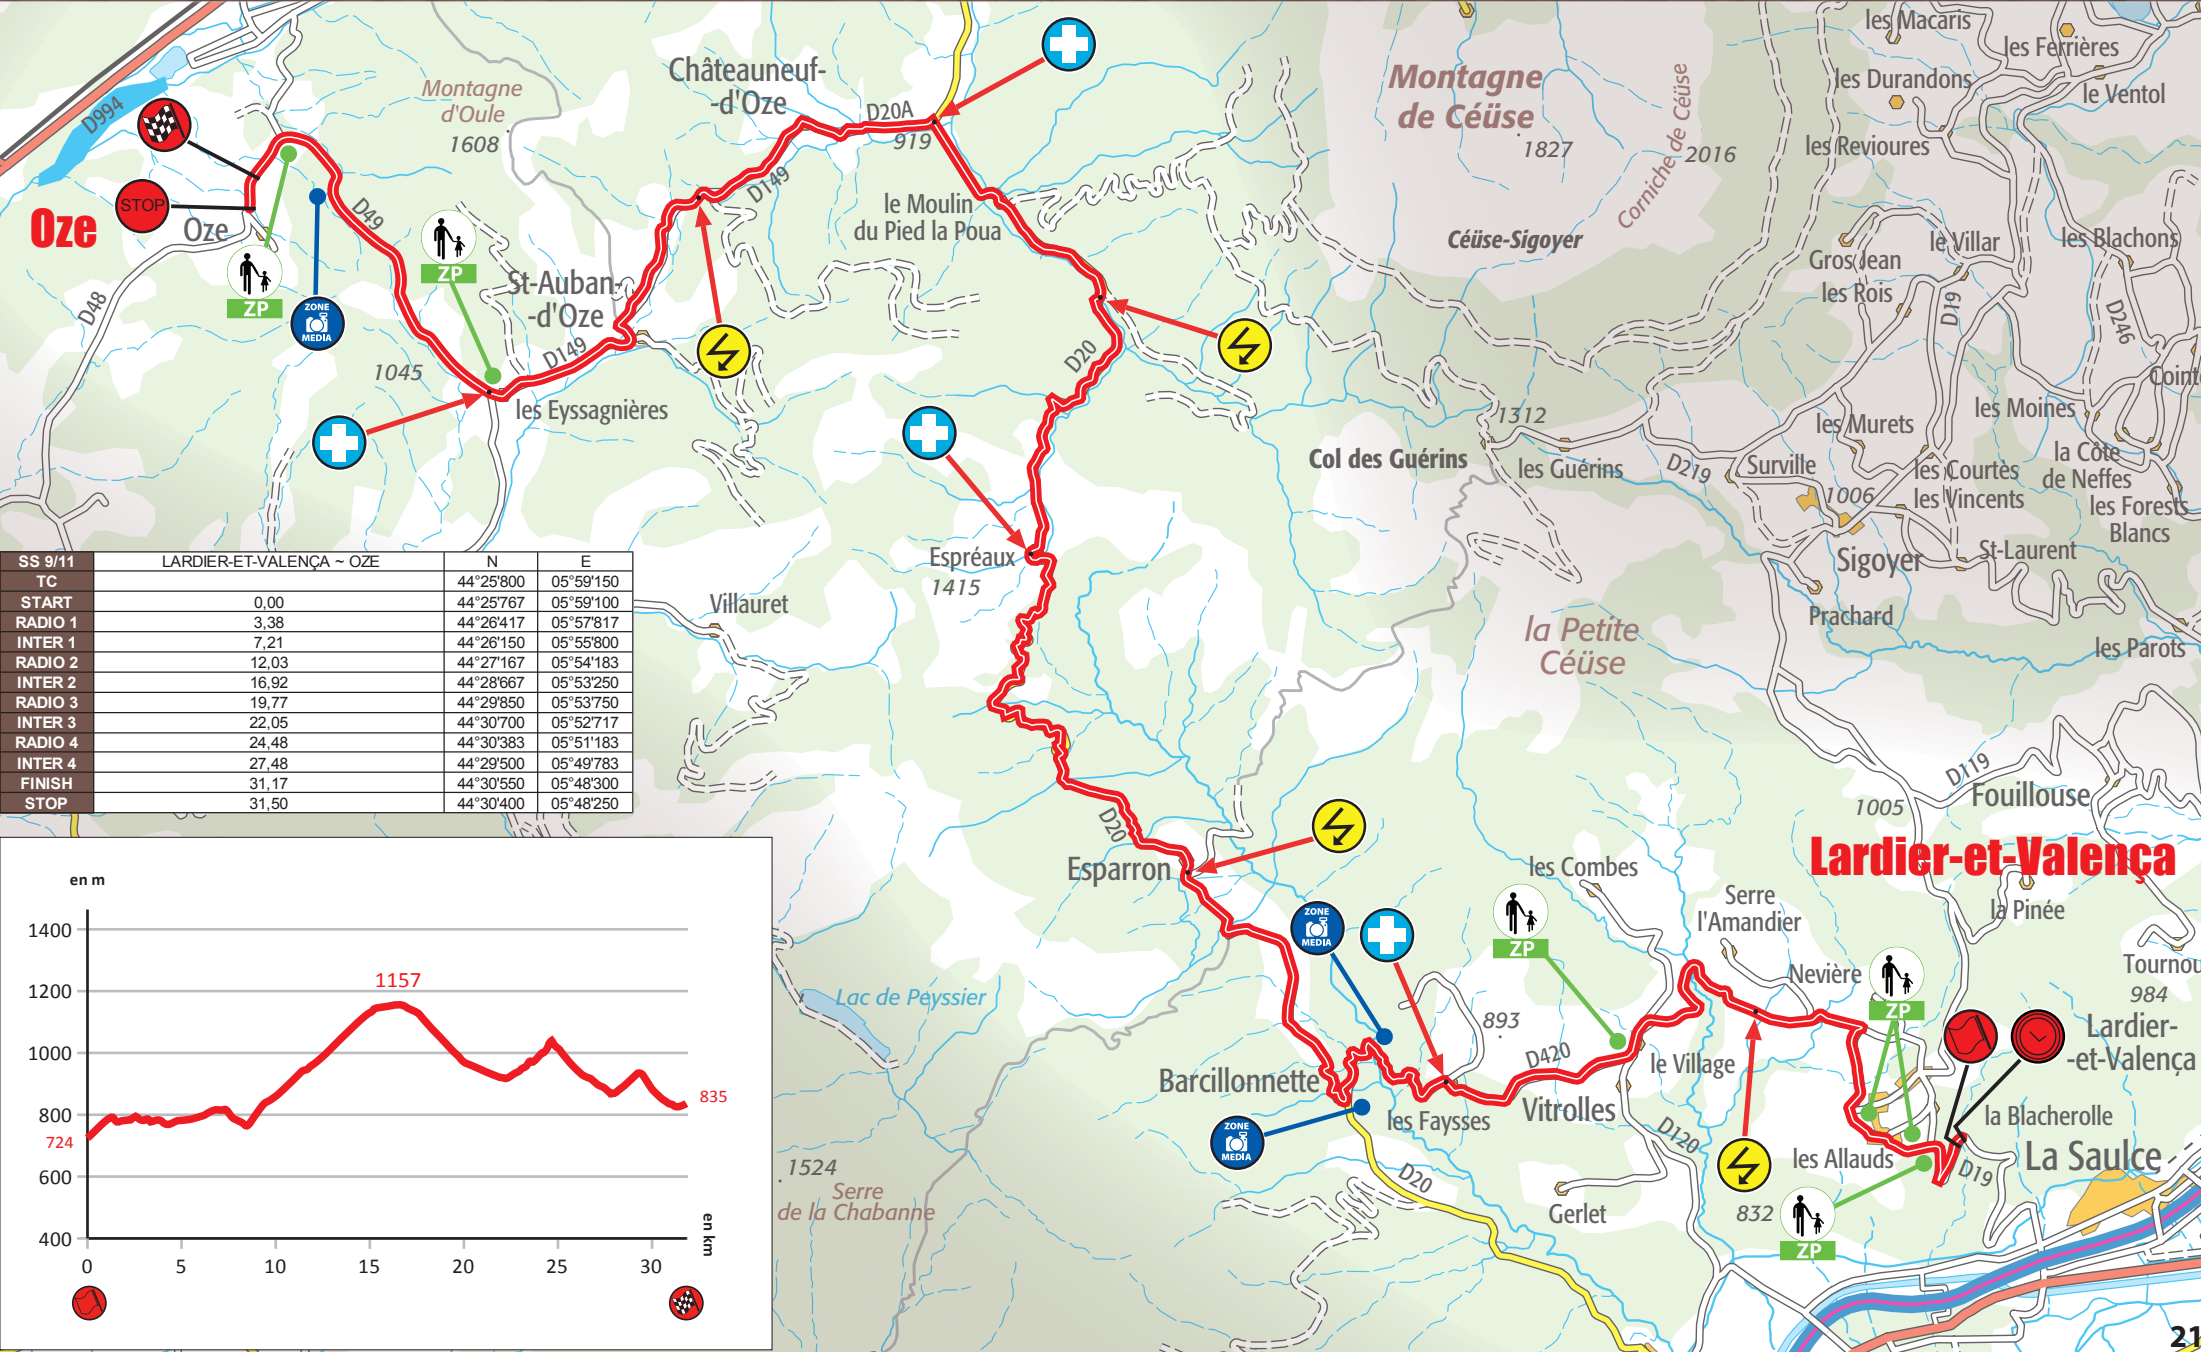 les Macaris
les Ferrières
les Durandons
le Ventol
les Revioures
Montagne
de Céüse
1827
Corniche de Céüse
2016
Céüse-Sigoyer
le Villar
les Blachons
Gros Jean
les Rois
D19
D246
les Moines
les Murets
la Côte
de Neffes
les Courtès
les Vincents
les Forests
Blancs
1312
Col des Guérins
les Guérins
D219
Surville
1006
Sigoyer
St-Laurent
Prachard
les Parots
la Petite
Céüse
D119
1005
Fouillouse
Lardier-et-Valença
la Pinée
Tournou
984
Lardier-
-et-Valença
la Blacherolle
La Saulce
D19
D994
Oze
STOP
Oze
D48
ZP
ZONE
MEDIA
D49
Montagne
d'Oule
1608
ZP
St-Auban-
-d'Oze
1045
D149
les Eyssagnières
Châteauneuf-
-d'Oze
D149
D20A
919
le Moulin
du Pied la Poua
D20
Espréaux
1415
Villauret
D20
Esparron
Lac de Peyssier
1524
Serre
de la Chabanne
Barcillonnette
ZONE
MEDIA
ZONE
MEDIA
les Faysses
893
D420
Vitrolles
ZP
les Combes
Serre
l'Amandier
Nevière
ZP
le Village
D120
les Allauds
832
ZP
Gerlet
D20
SS 9/11 LARDIER-ET-VALENÇA ~ OZE N E
TC 44°25'800 05°59'150
START 0,00 44°25'767 05°59'100
RADIO 1 3,38 44°26'417 05°57'817
INTER 1 7,21 44°26'150 05°55'800
RADIO 2 12,03 44°27'167 05°54'183
INTER 2 16,92 44°28'667 05°53'250
RADIO 3 19,77 44°29'850 05°53'750
INTER 3 22,05 44°30'700 05°52'717
RADIO 4 24,48 44°30'383 05°51'183
INTER 4 27,48 44°29'500 05°49'783
FINISH 31,17 44°30'550 05°48'300
STOP 31,50 44°30'400 05°48'250
en m
1400
1200
1000
800
600
400
724
1157
835
0 5 10 15 20 25 30
en km
21